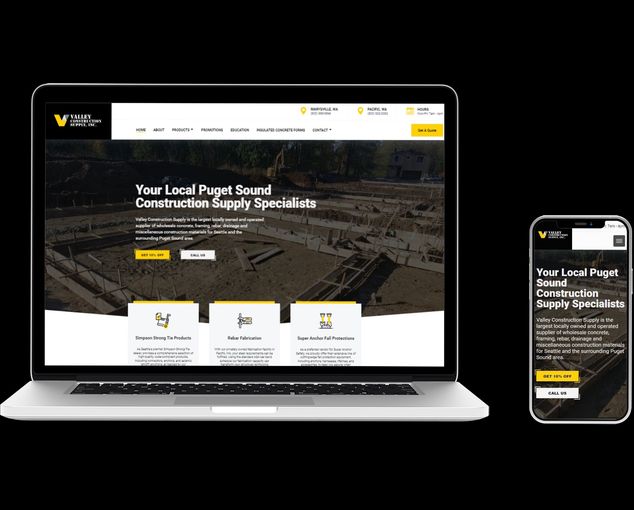 VALLEY
CONSTRUCTION
SUPPLY, INC.
MARYSVILLE, WA
PACIFIC, WA
HOURS
HOME ABOUT PRODUCTS PROMOTIONS EDUCATION INSULATED CONCRETE FORMS CONTACT
Get A Quote
Your Local Puget Sound
Construction Supply Specialists
Valley Construction Supply is the largest locally owned and operated
supplier of wholesale concrete, framing, rebar, drainage and
miscellaneous construction materials for Seattle and the
surrounding Puget Sound area.
GET 10% OFF
CALL US
Simpson Strong Tie Products
Rebar Fabrication
Super Anchor Fall Protections
VALLEY
CONSTRUCTION
SUPPLY, INC.
Your Local Puget
Sound
Construction
Supply Specialists
Valley Construction Supply is the
largest locally owned and operated
supplier of wholesale concrete,
framing, rebar, drainage and
miscellaneous construction materials
for Seattle and the surrounding Puget
Sound area.
GET 10% OFF
CALL US